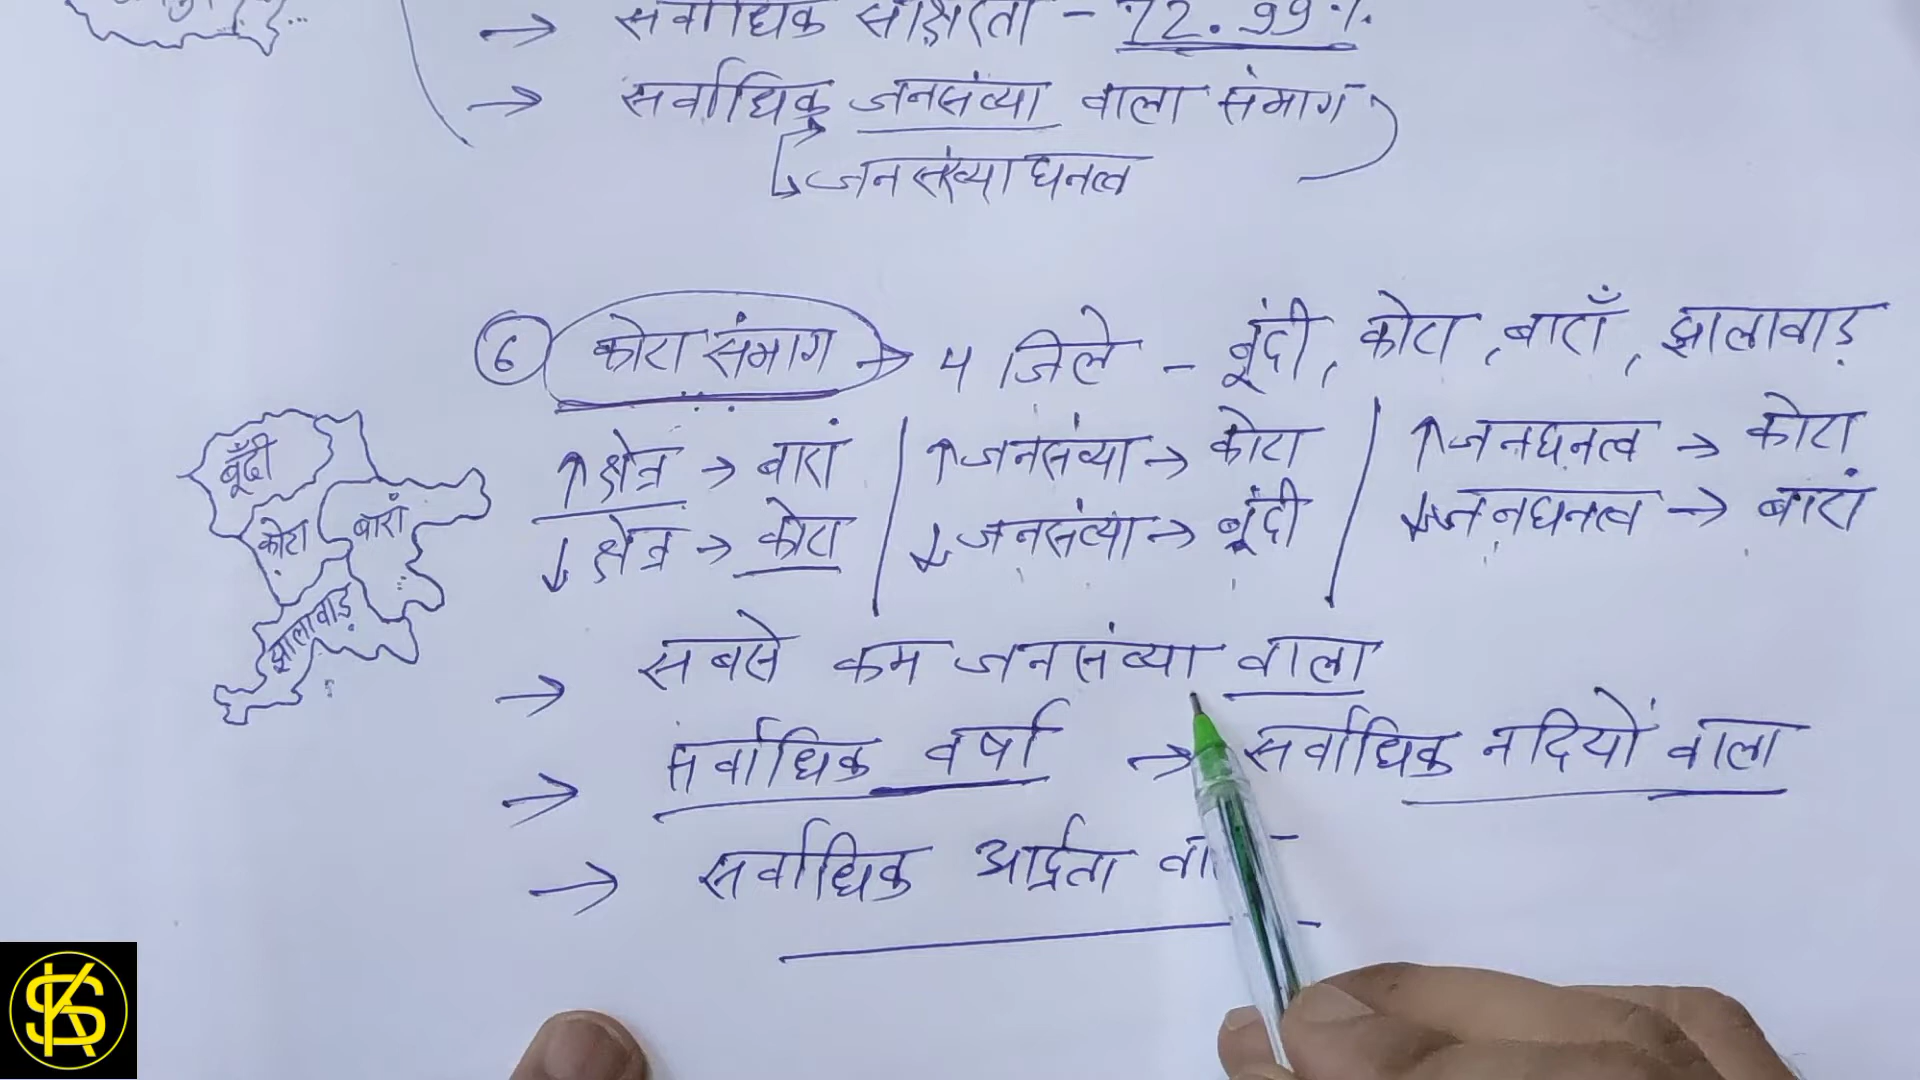 → सर्वाधिक साक्षरता - 72.99%
→ सर्वाधिक जनसंख्या वाला संभाग
↳ जनसंख्या घनत्व
⑥ कोटा संभाग → 4 जिले - बूंदी, कोटा, बाराँ, झालावाड़
↑क्षेत्र → बारां | ↑जनसंख्या → कोटा | ↑जनघनत्व → कोटा
↓क्षेत्र → कोटा | ↓जनसंख्या → बूंदी | ↓जनघनत्व → बारां
बूँदी
कोटा बारां
झालावाड़
→ सबसे कम जनसंख्या वाला
→ सर्वाधिक वर्षा → सर्वाधिक नदियों वाला
→ सर्वाधिक आर्द्रता